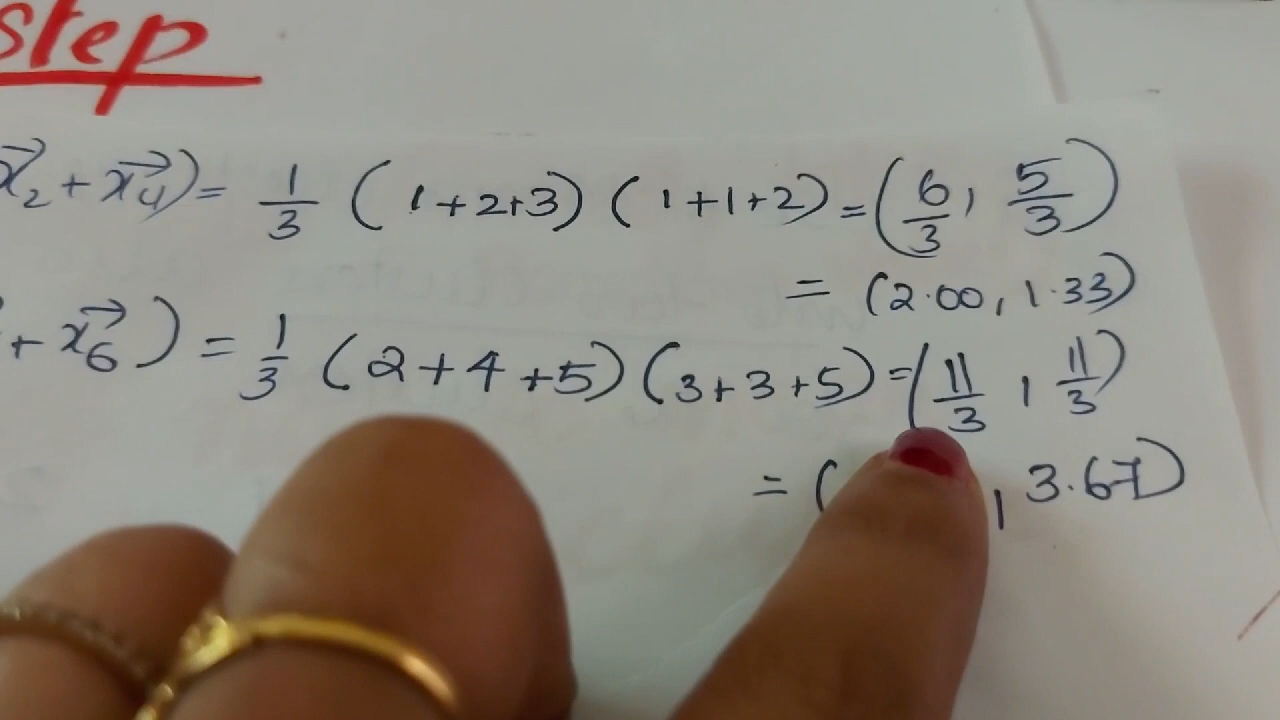 step
x⃗₂ + x⃗₄) = 1/3 (1+2+3) (1+1+2) = (6/3, 5/3)
= (2.00, 1.33)
+ x⃗₆) = 1/3 (2+4+5) (3+3+5) = (11/3, 11/3)
= ( , 3.67)